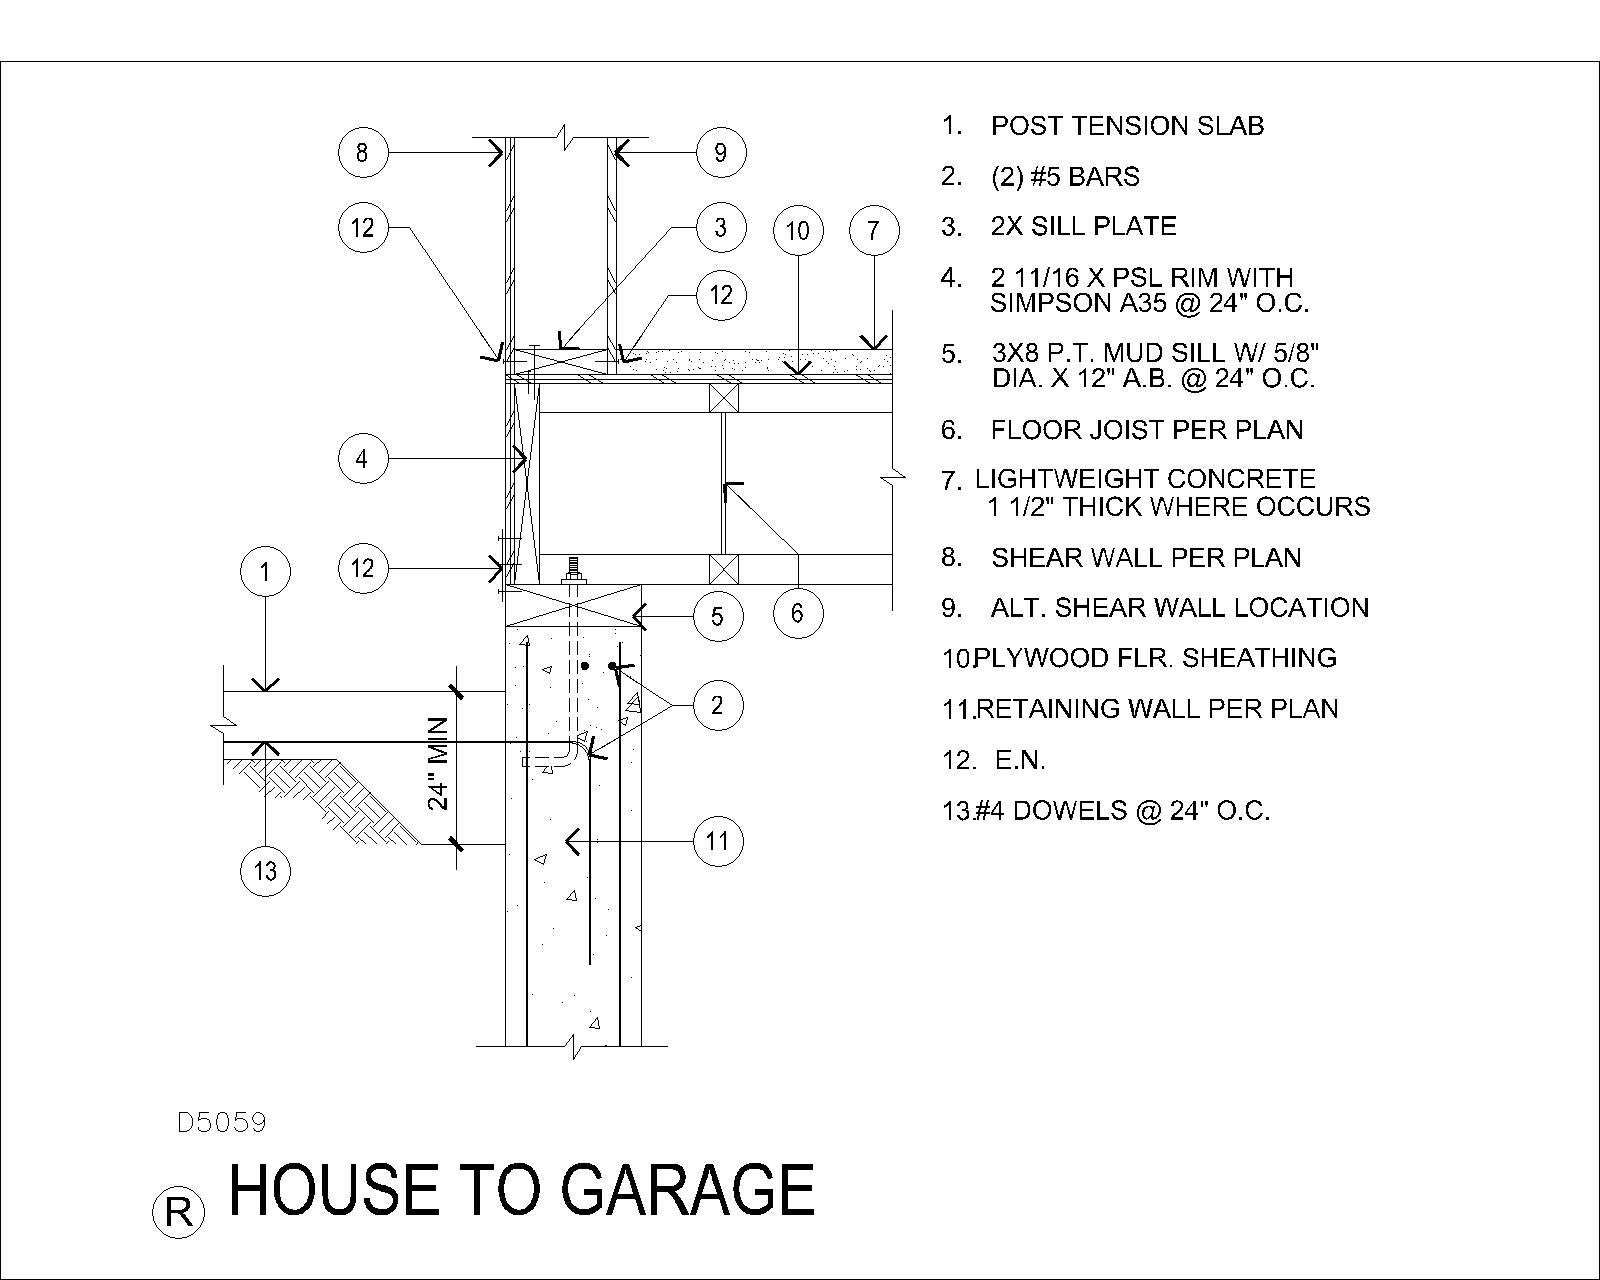 8
9
12
3
10
7
12
4
12
1
5
6
2
24" MIN
11
13
1. POST TENSION SLAB
2. (2) #5 BARS
3. 2X SILL PLATE
4. 2 11/16 X PSL RIM WITH
SIMPSON A35 @ 24" O.C.
5. 3X8 P.T. MUD SILL W/ 5/8"
DIA. X 12" A.B. @ 24" O.C.
6. FLOOR JOIST PER PLAN
7. LIGHTWEIGHT CONCRETE
1 1/2" THICK WHERE OCCURS
8. SHEAR WALL PER PLAN
9. ALT. SHEAR WALL LOCATION
10.PLYWOOD FLR. SHEATHING
11.RETAINING WALL PER PLAN
12. E.N.
13.#4 DOWELS @ 24" O.C.
D5059
R HOUSE TO GARAGE